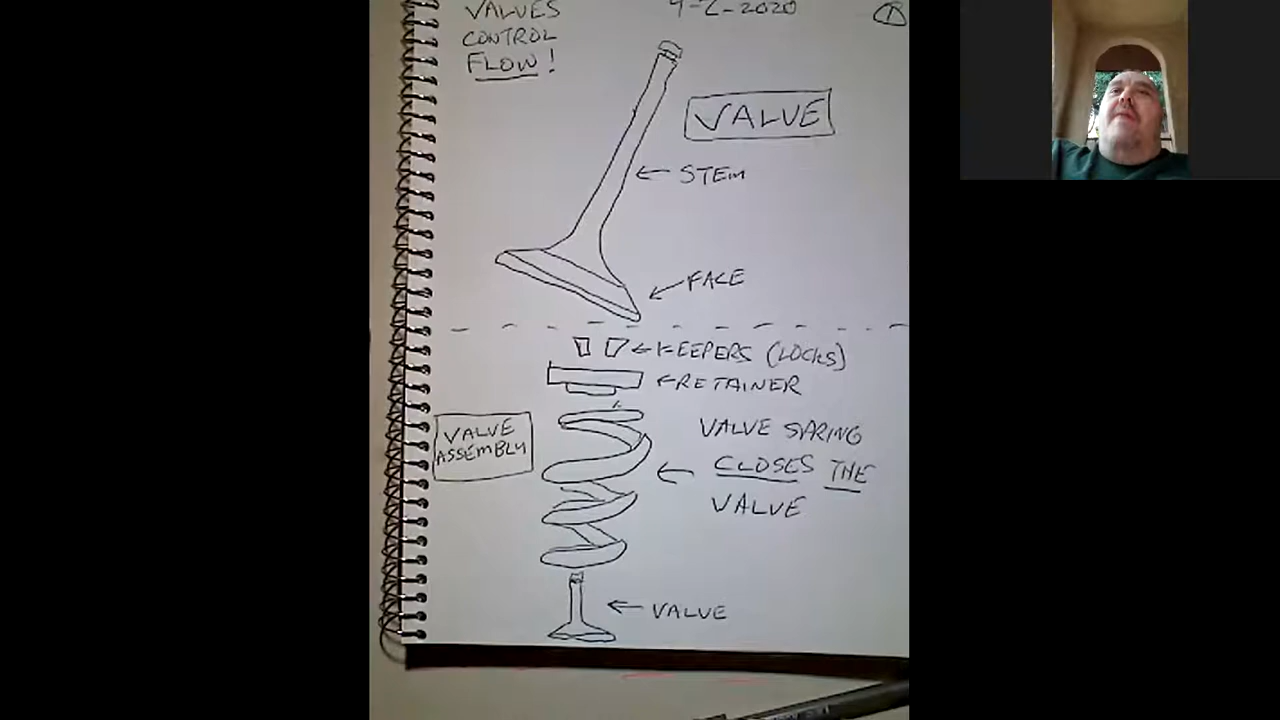 VALVES
CONTROL
FLOW!
9-2-2020
1
VALVE
← STEM
FACE
← KEEPERS (LOCKS)
← RETAINER
VALVE
ASSEMBLY
VALVE SPRING
← CLOSES THE
VALVE
← VALVE